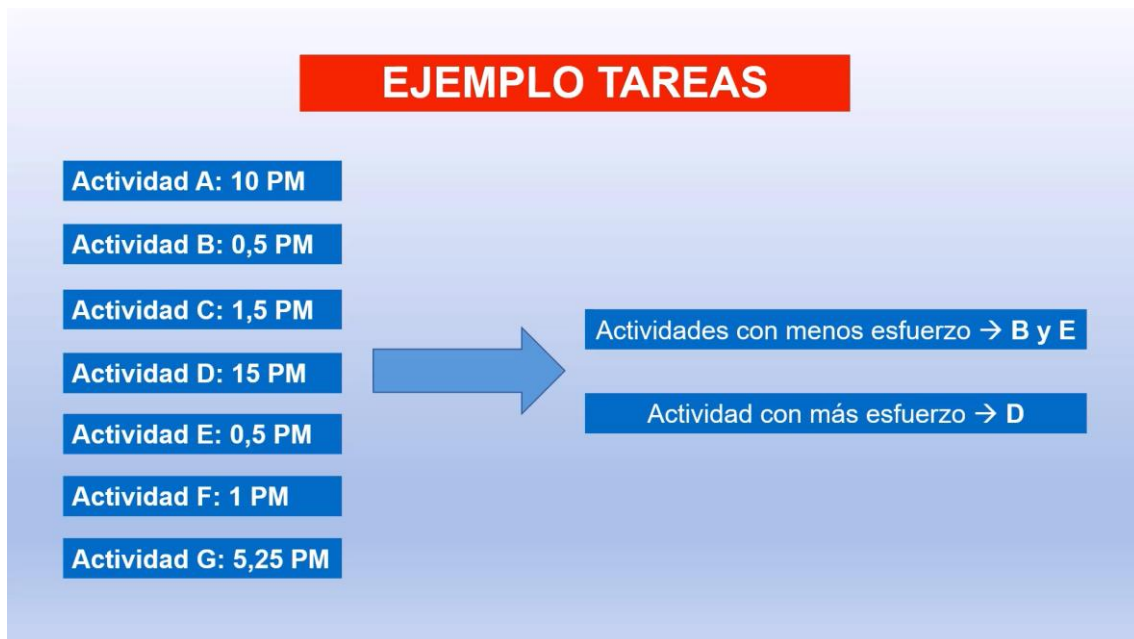 EJEMPLO TAREAS
Actividad A: 10 PM
Actividad B: 0,5 PM
Actividad C: 1,5 PM
Actividad D: 15 PM
Actividad E: 0,5 PM
Actividad F: 1 PM
Actividad G: 5,25 PM
Actividades con menos esfuerzo → B y E
Actividad con más esfuerzo → D